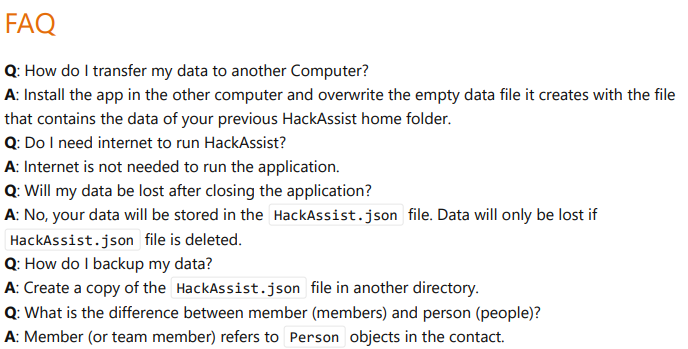 FAQ
Q: How do I transfer my data to another Computer?
A: Install the app in the other computer and overwrite the empty data file it creates with the file
that contains the data of your previous HackAssist home folder.
Q: Do I need internet to run HackAssist?
A: Internet is not needed to run the application.
Q: Will my data be lost after closing the application?
A: No, your data will be stored in the HackAssist.json file. Data will only be lost if
HackAssist.json file is deleted.
Q: How do I backup my data?
A: Create a copy of the HackAssist.json file in another directory.
Q: What is the difference between member (members) and person (people)?
A: Member (or team member) refers to Person objects in the contact.